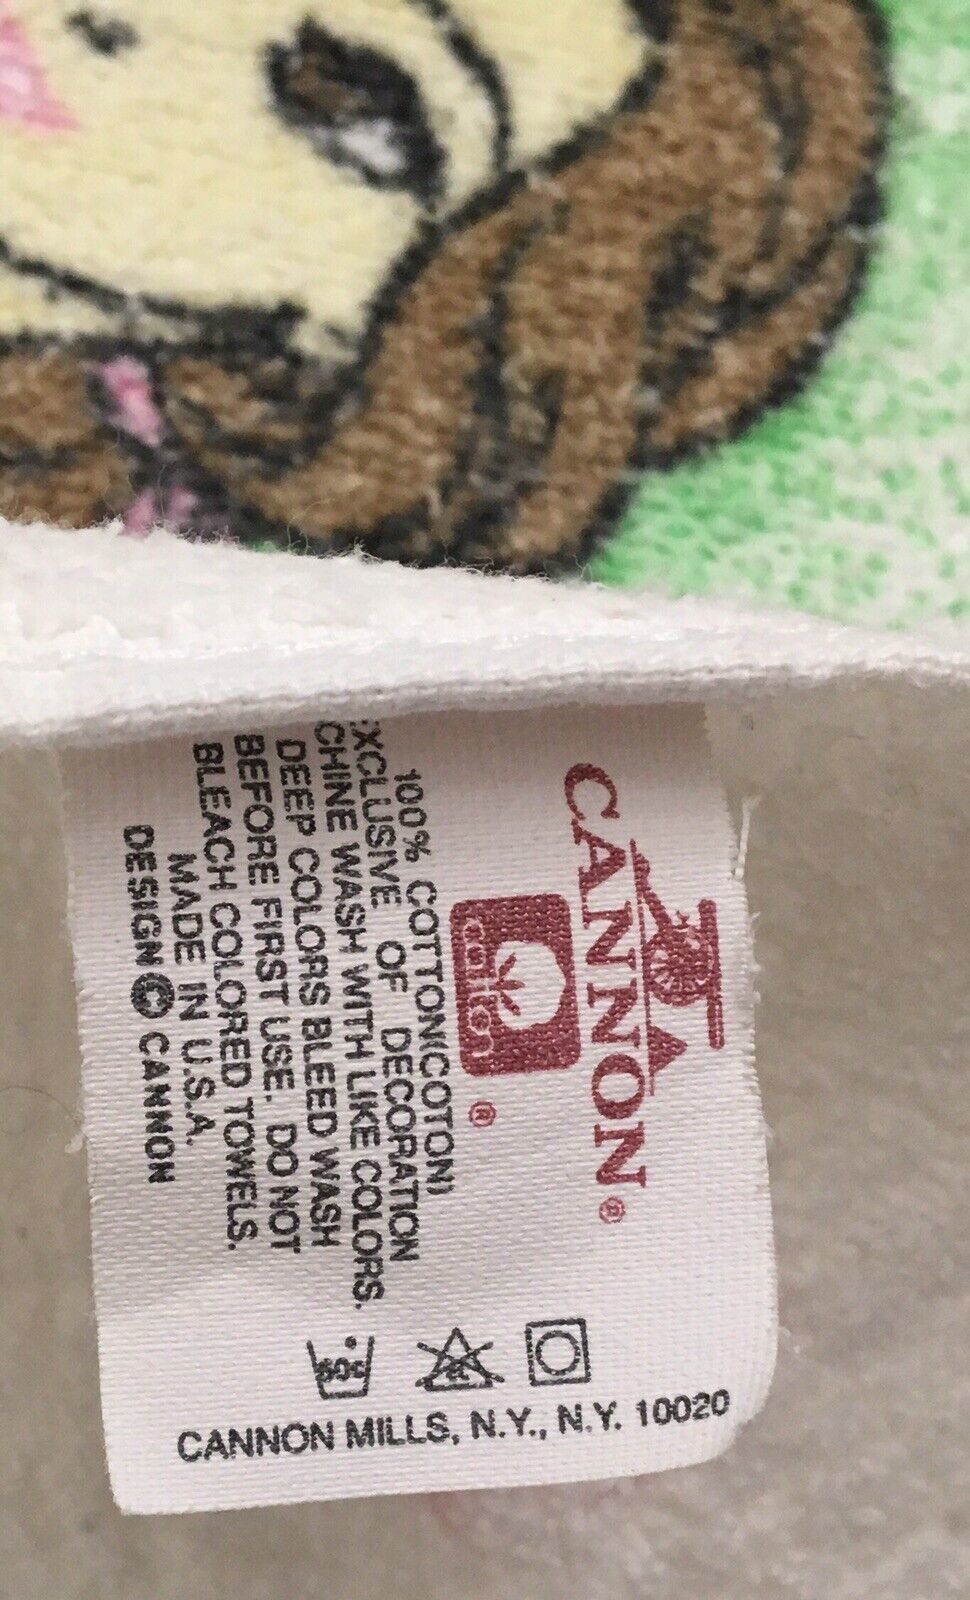 CANNON®
cotton
®
100% COTTON(COTON)
EXCLUSIVE OF DECORATION
CHINE WASH WITH LIKE COLORS.
DEEP COLORS BLEED WASH
BEFORE FIRST USE. DO NOT
BLEACH COLORED TOWELS.
MADE IN U.S.A.
DESIGN © CANNON
CANNON MILLS, N.Y., N.Y. 10020